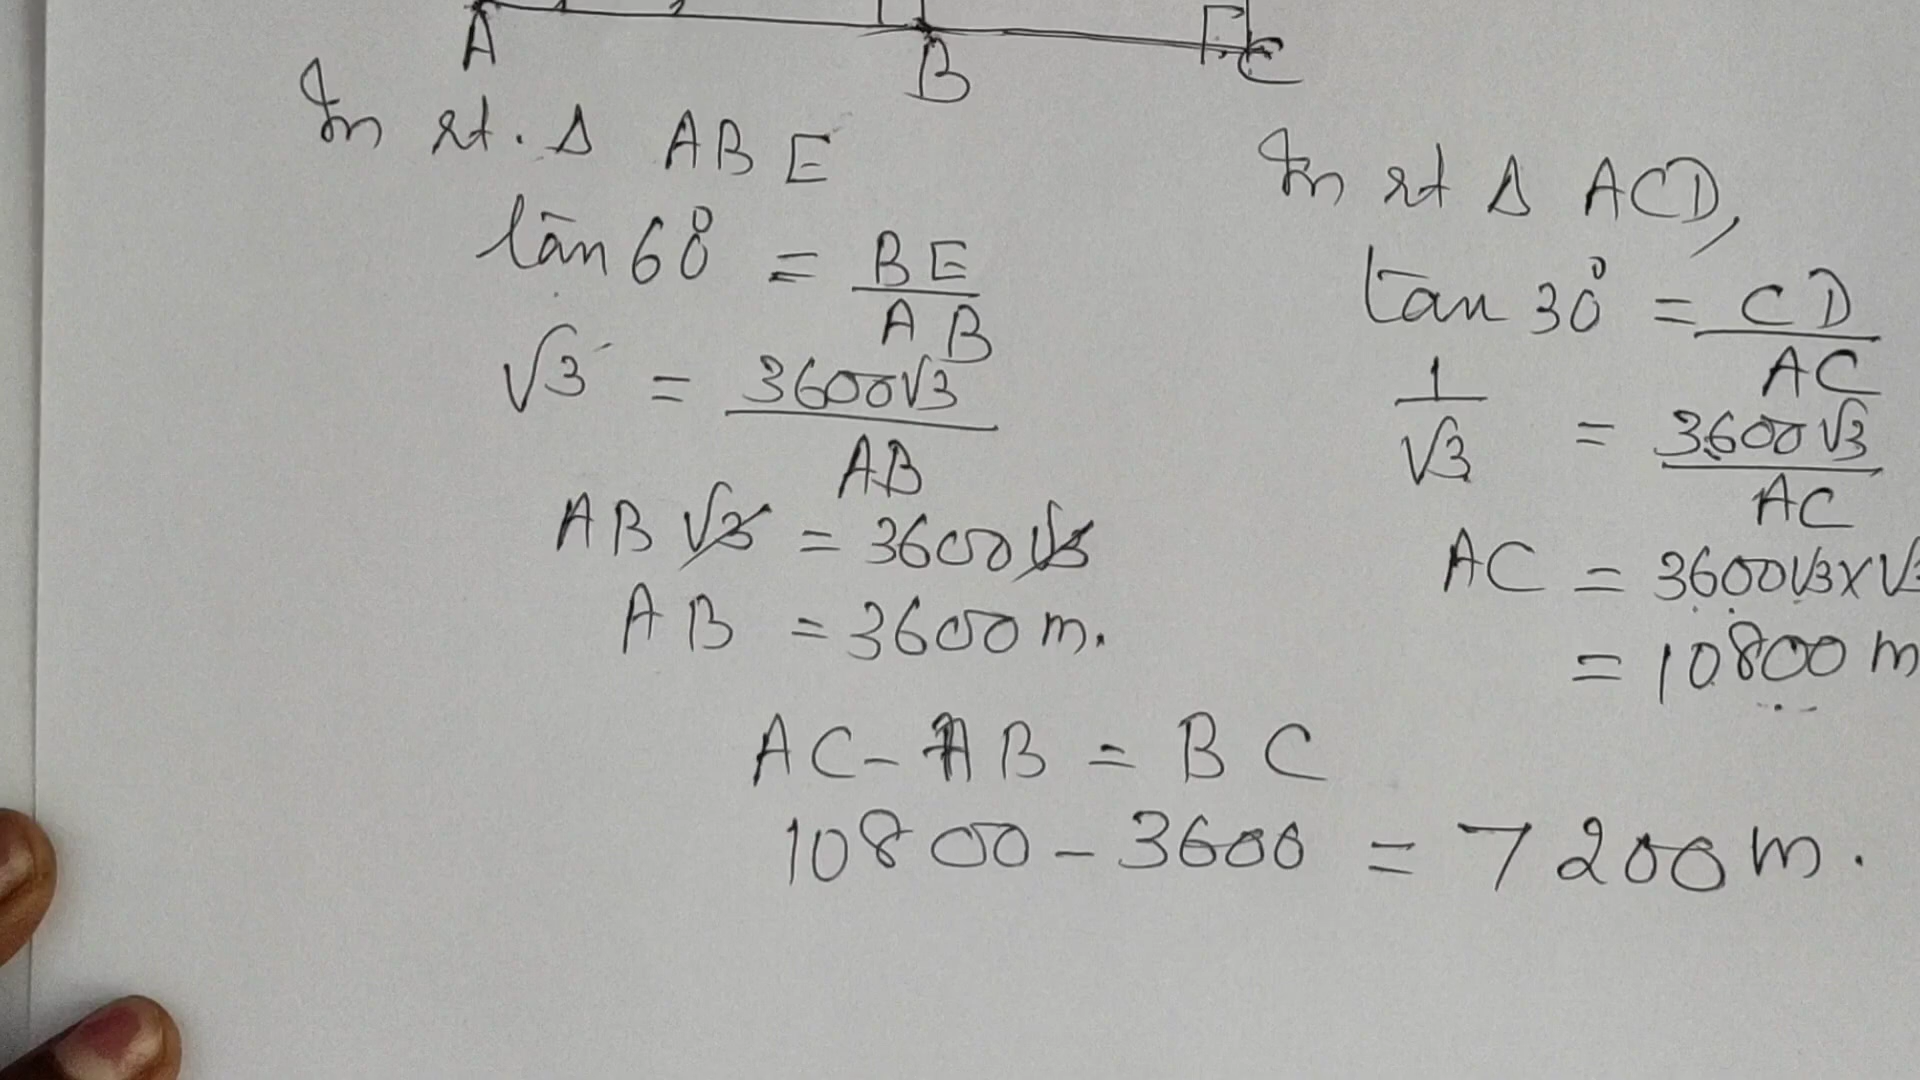 A
B
C
In rt. Δ ABE
tan 60° = BE
AB
√3 = 3600√3
AB
AB √3 = 3600√3
AB = 3600 m.
In rt Δ ACD,
tan 30° = CD
AC
1
√3 = 3600√3
AC
AC = 3600√3×√3
= 10800 m
AC - AB = BC
10800 - 3600 = 7200 m.